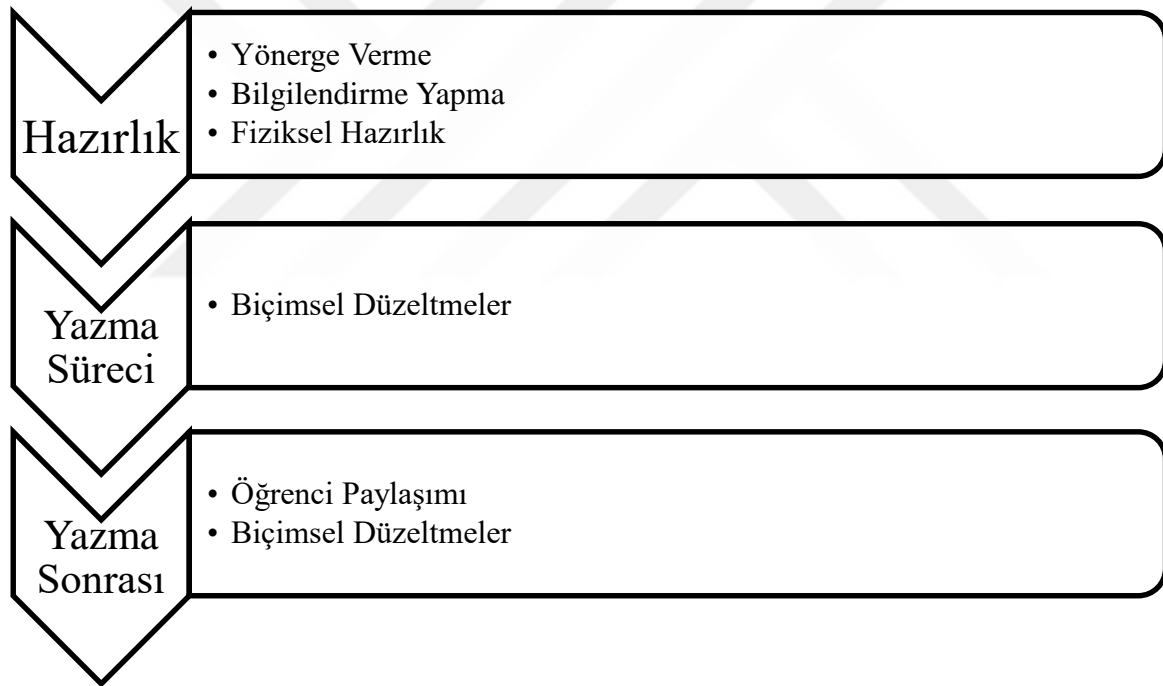 Hazırlık
• Yönerge Verme
• Bilgilendirme Yapma
• Fiziksel Hazırlık
Yazma
Süreci
• Biçimsel Düzeltmeler
Yazma
Sonrası
• Öğrenci Paylaşımı
• Biçimsel Düzeltmeler